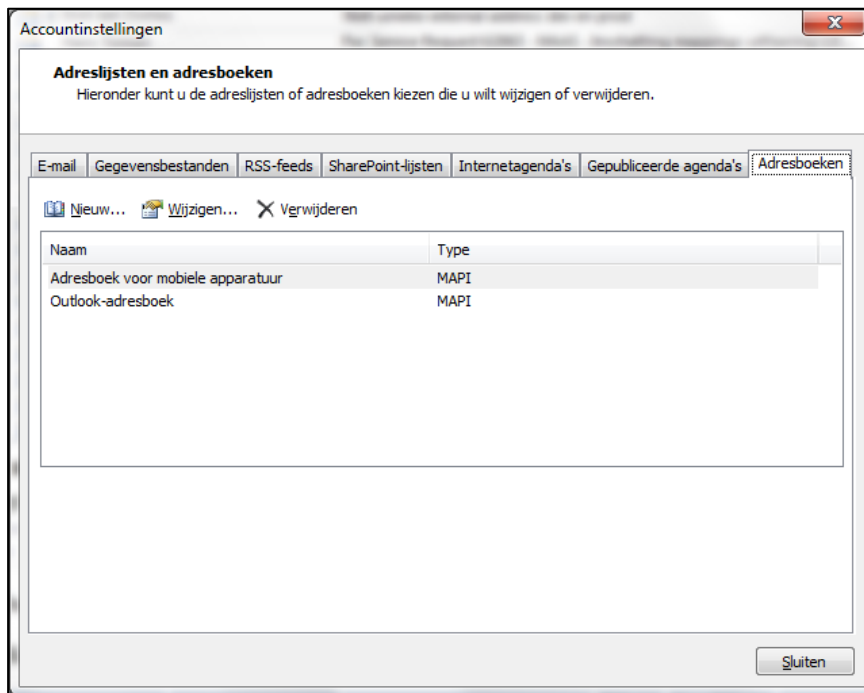 Accountinstellingen
Adreslijsten en adresboeken
Hieronder kunt u de adreslijsten of adresboeken kiezen die u wilt wijzigen of verwijderen.
E-mail Gegevensbestanden RSS-feeds SharePoint-lijsten Internetagenda's Gepubliceerde agenda's Adresboeken
Nieuw... Wijzigen... Verwijderen
Naam Type
Adresboek voor mobiele apparatuur MAPI
Outlook-adresboek MAPI
Sluiten